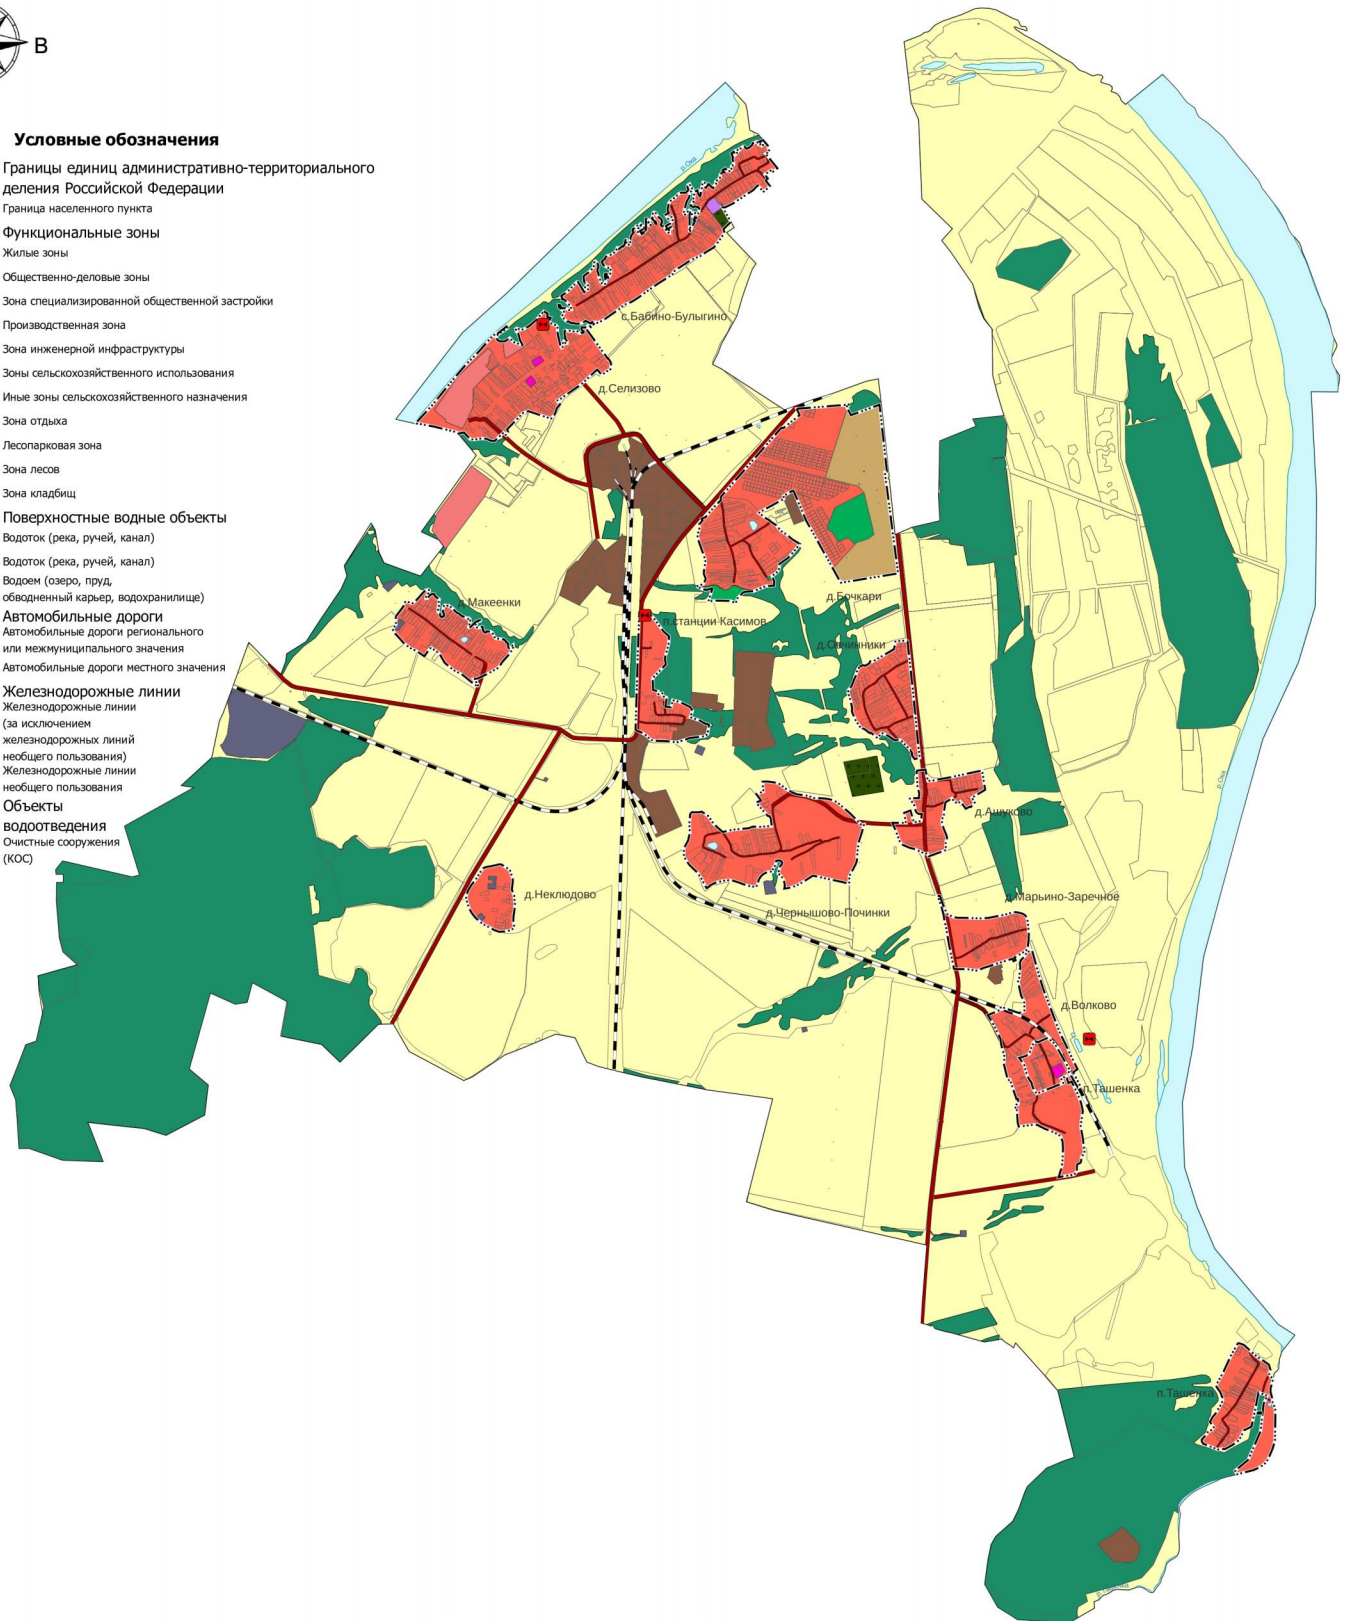 В
Условные обозначения
Границы единиц административно-территориального
деления Российской Федерации
Граница населенного пункта
Функциональные зоны
Жилые зоны
Общественно-деловые зоны
Зона специализированной общественной застройки
Производственная зона
Зона инженерной инфраструктуры
Зоны сельскохозяйственного использования
Иные зоны сельскохозяйственного назначения
Зона отдыха
Лесопарковая зона
Зона лесов
Зона кладбищ
Поверхностные водные объекты
Водоток (река, ручей, канал)
Водоток (река, ручей, канал)
Водоем (озеро, пруд,
обводненный карьер, водохранилище)
Автомобильные дороги
Автомобильные дороги регионального
или межмуниципального значения
Автомобильные дороги местного значения
Железнодорожные линии
Железнодорожные линии
(за исключением
железнодорожных линий
необщего пользования)
Железнодорожные линии
необщего пользования
Объекты
водоотведения
Очистные сооружения
(КОС)
р.Ока
с.Бабино-Булыгино
д.Селизово
д.Макеенки
д.Бочкари
п.станции Касимов
д.Овчинники
р.Ока
д.Ашуково
д.Неклюдово
д.Марьино-Заречное
д.Чернышово-Починки
д.Волково
п.Ташенка
п.Ташенка